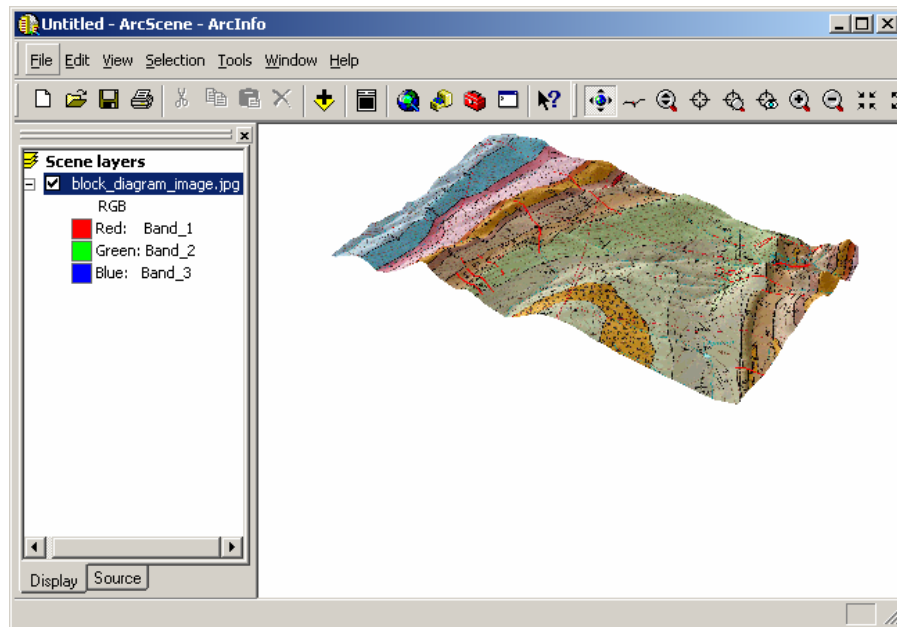 Untitled - ArcScene - ArcInfo
File Edit View Selection Tools Window Help
Scene layers
block_diagram_image.jpg
RGB
Red: Band_1
Green: Band_2
Blue: Band_3
Display Source